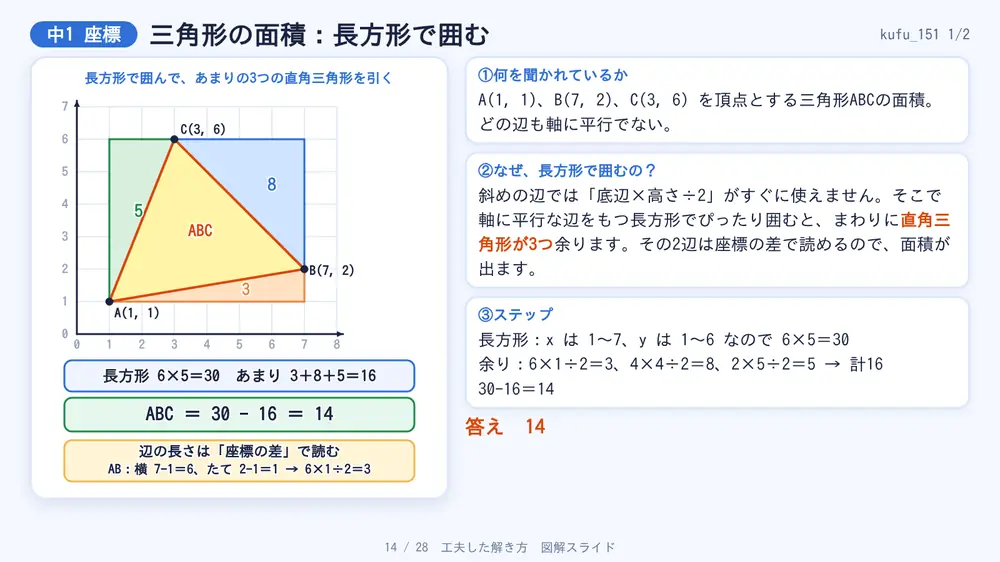 中1 座標
三角形の面積：長方形で囲む
kufu_151 1/2
長方形で囲んで、あまりの3つの直角三角形を引く
7
6
5
4
3
2
1
0
0
1
2
3
4
5
6
7
8
C(3, 6)
8
5
ABC
B(7, 2)
3
A(1, 1)
長方形 6×5＝30　あまり 3+8+5＝16
ABC ＝ 30 - 16 ＝ 14
辺の長さは「座標の差」で読む
AB：横 7-1＝6、たて 2-1＝1 → 6×1÷2＝3
①何を聞かれているか
A(1, 1)、B(7, 2)、C(3, 6) を頂点とする三角形ABCの面積。
どの辺も軸に平行でない。
②なぜ、長方形で囲むの？
斜めの辺では「底辺×高さ÷2」がすぐに使えません。そこで
軸に平行な辺をもつ長方形でぴったり囲むと、まわりに直角三
角形が3つ余ります。その2辺は座標の差で読めるので、面積が
出ます。
③ステップ
長方形：x は 1〜7、y は 1〜6 なので 6×5＝30
余り：6×1÷2＝3、4×4÷2＝8、2×5÷2＝5 → 計16
30-16＝14
答え　14
14 / 28　工夫した解き方　図解スライド